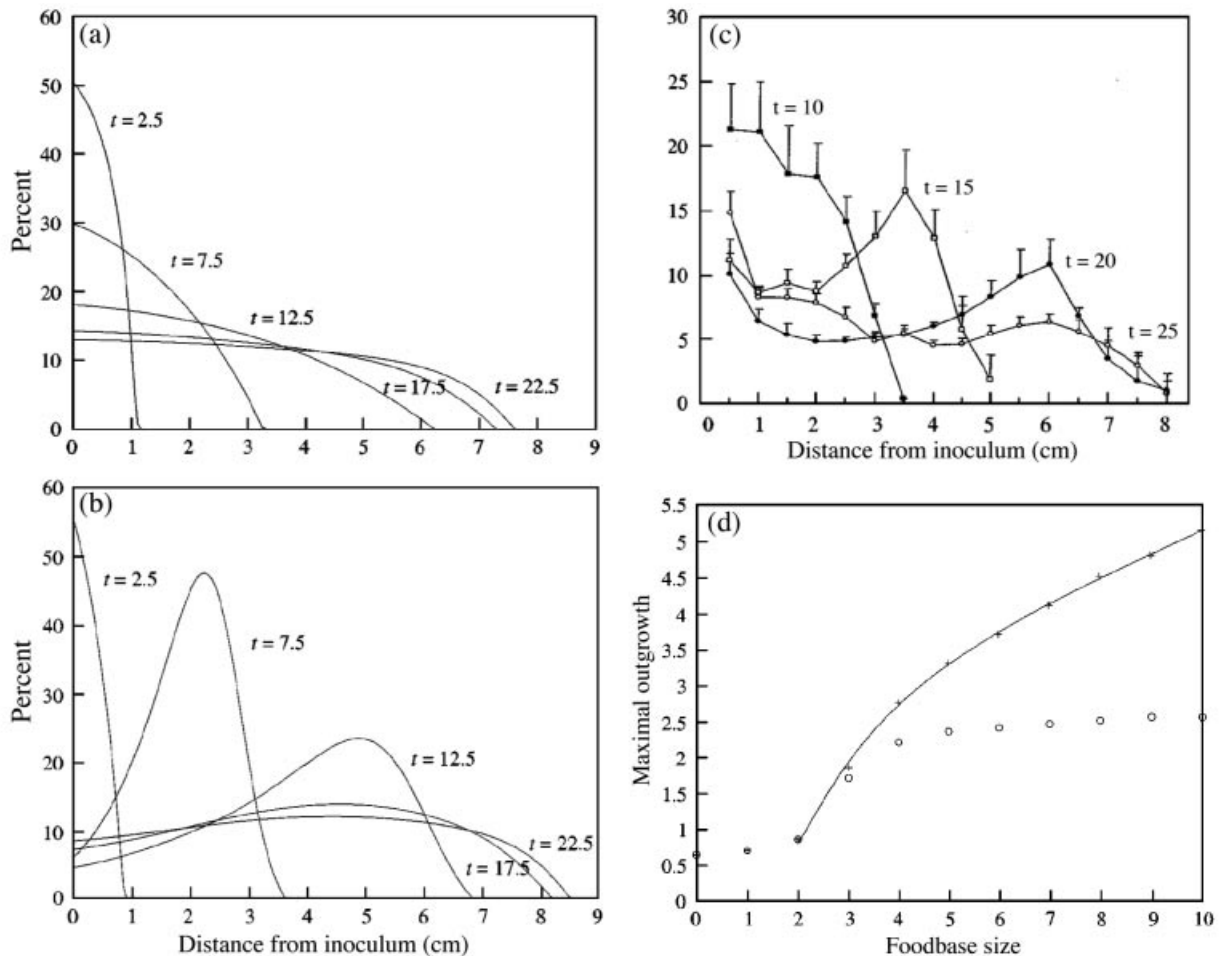 (a)
60
50
40
30
20
10
0
Percent
t = 2.5
t = 7.5
t = 12.5
t = 17.5
t = 22.5
0 1 2 3 4 5 6 7 8 9
(b)
60
50
40
30
20
10
0
Percent
t = 2.5
t = 7.5
t = 12.5
t = 17.5
t = 22.5
0 1 2 3 4 5 6 7 8 9
Distance from inoculum (cm)
(c)
30
25
20
15
10
5
0
t = 10
t = 15
t = 20
t = 25
0 1 2 3 4 5 6 7 8
Distance from inoculum (cm)
(d)
5.5
5
4.5
4
3.5
3
2.5
2
1.5
1
0.5
0
Maximal outgrowth
0 1 2 3 4 5 6 7 8 9 10
Foodbase size